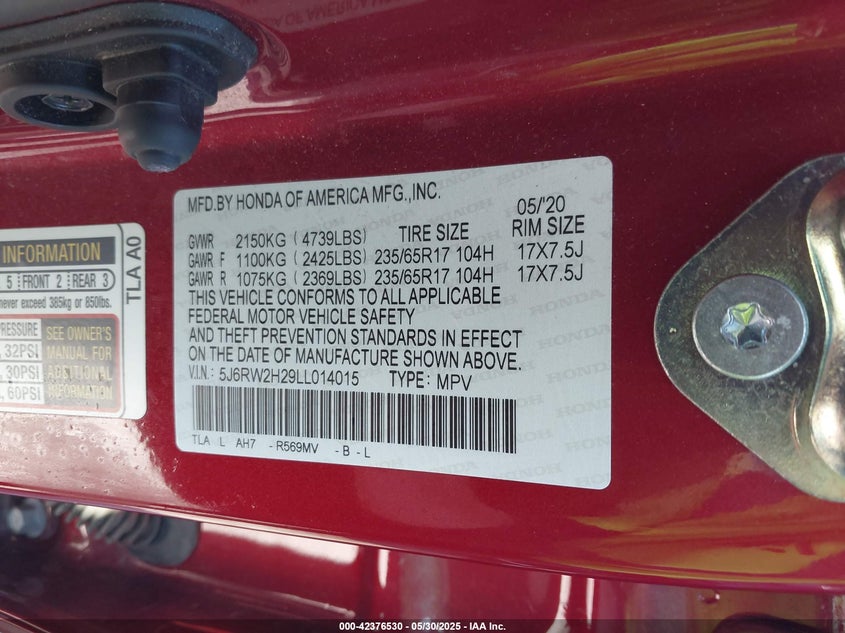 MFD.BY HONDA OF AMERICA MFG.,INC.
05/'20
GVWR 2150KG ( 4739LBS) TIRE SIZE RIM SIZE
GAWR F 1100KG ( 2425LBS) 235/65R17 104H 17X7.5J
GAWR R 1075KG ( 2369LBS) 235/65R17 104H 17X7.5J
THIS VEHICLE CONFORMS TO ALL APPLICABLE
FEDERAL MOTOR VEHICLE SAFETY
AND THEFT PREVENTION STANDARDS IN EFFECT
ON THE DATE OF MANUFACTURE SHOWN ABOVE.
V.I.N.: 5J6RW2H29LL014015 TYPE: MPV
TLA L AH7 - R569MV - B - L
INFORMATION
5 FRONT 2 REAR 3
never exceed 385kg or 850lbs.
PRESSURE SEE OWNER'S
32PSI MANUAL FOR
30PSI ADDITIONAL
60PSI INFORMATION
TLA A0
000-42376530 - 05/30/2025 - IAA Inc.